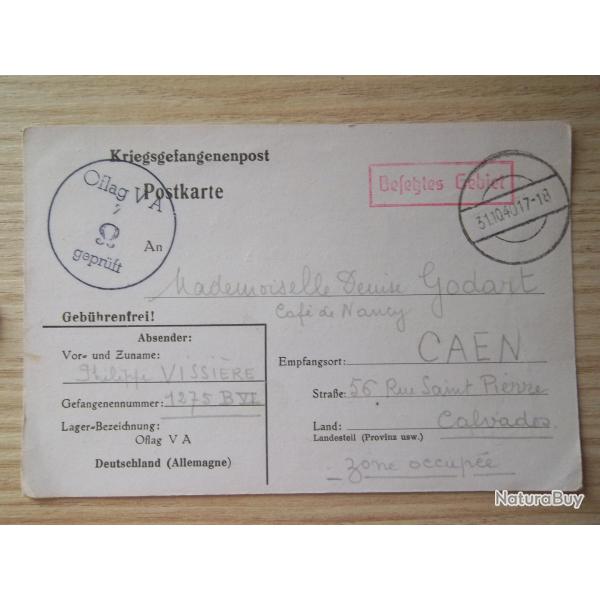 Kriegsgefangenenpost
Postkarte
Oflag V A
7
geprüft
Besetztes Gebiet
31.10.40 17-18
An Mademoiselle Denise Godart
Café de Nancy
Gebührenfrei!
Absender:
Vor- und Zuname:
Philippe VISSIÈRE
Gefangenennummer: 1275 B VI
Lager-Bezeichnung:
Oflag V A
Deutschland (Allemagne)
Empfangsort: CAEN
Straße: 56 Rue Saint Pierre
Land: Calvados
Landesteil (Provinz usw.)
- zone occupée
NaturaBuy